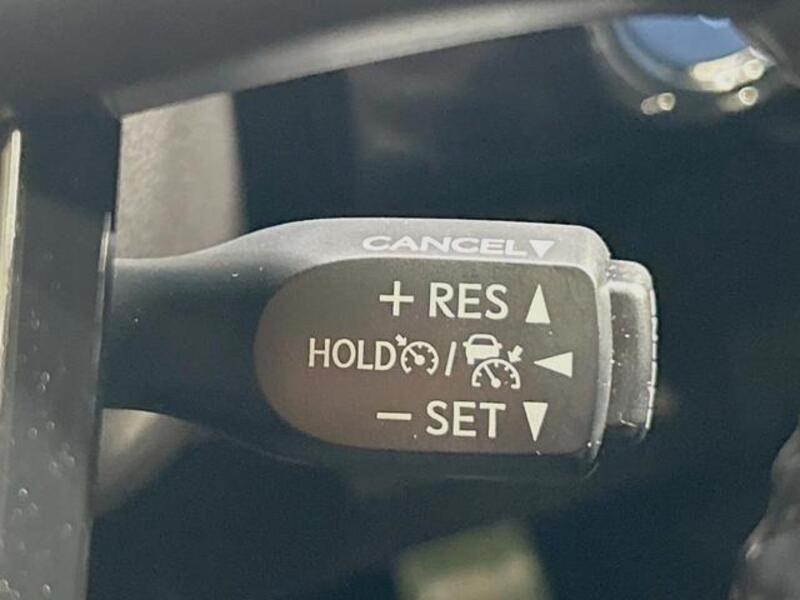 CANCEL▼
+ RES ▲
HOLD / ◀
− SET ▼